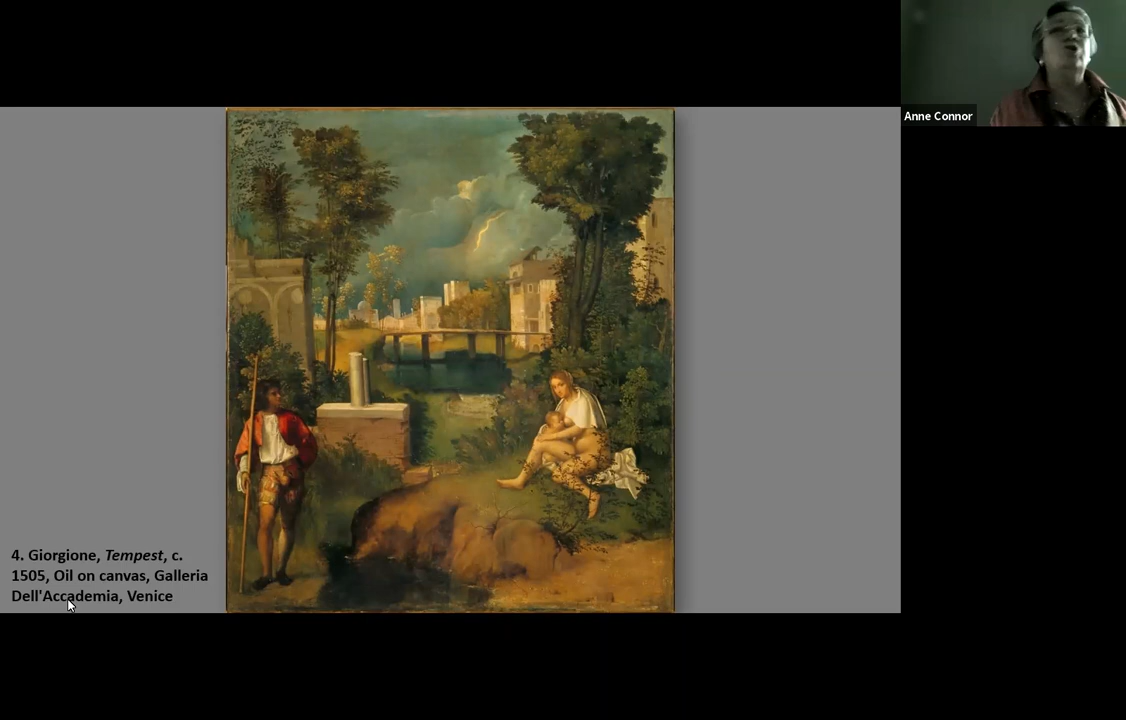 Anne Connor
4. Giorgione, Tempest, c.
1505, Oil on canvas, Galleria
Dell'Accademia, Venice